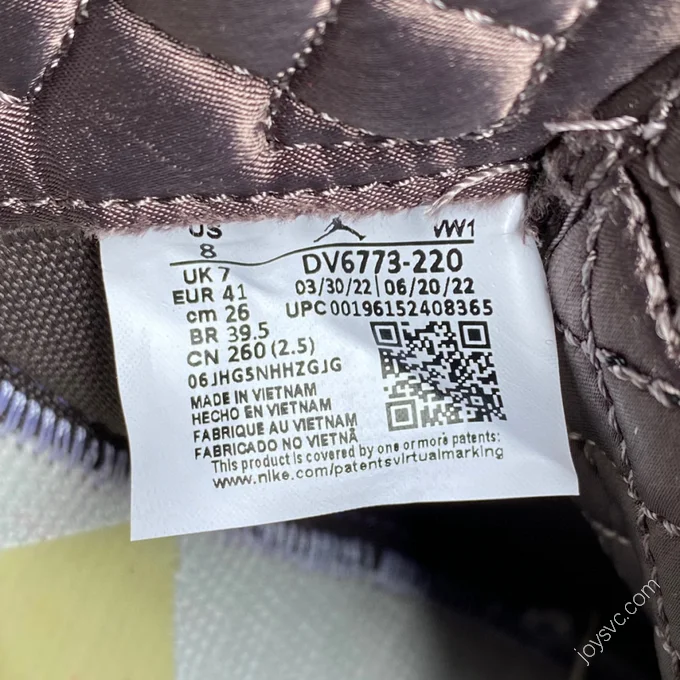 US
8
UK 7
EUR 41
cm 26
BR 39.5
CN 260 (2.5)
06JHG5NHHZGJG
VW1
DV6773-220
03/30/22 | 06/20/22
UPC 00196152408365
MADE IN VIETNAM
HECHO EN VIETNAM
FABRIQUE AU VIETNAM
FABRICADO NO VIETNÃ
This product is covered by one or more patents:
www.nike.com/patentsvirtualmarking
joysvc.com